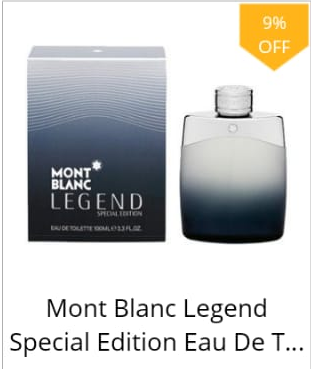 9%
OFF
MONT
BLANC
LEGEND
SPECIAL EDITION
EAU DE TOILETTE 100ML e 3.3 FL.OZ.
Mont Blanc Legend
Special Edition Eau De T...